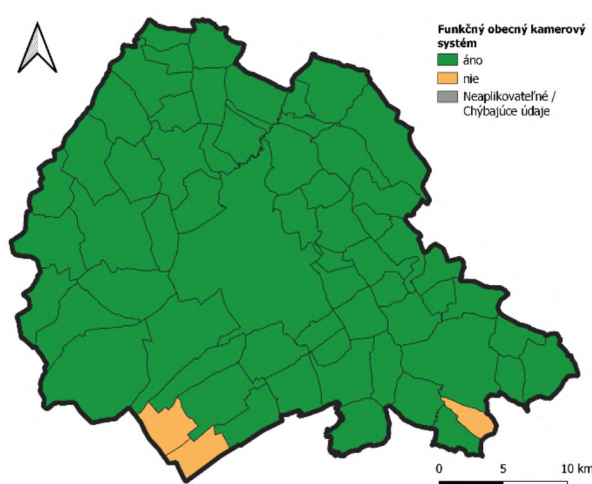 Funkčný obecný kamerový
systém
áno
nie
Neaplikovateľné /
Chýbajúce údaje
0 5 10 km